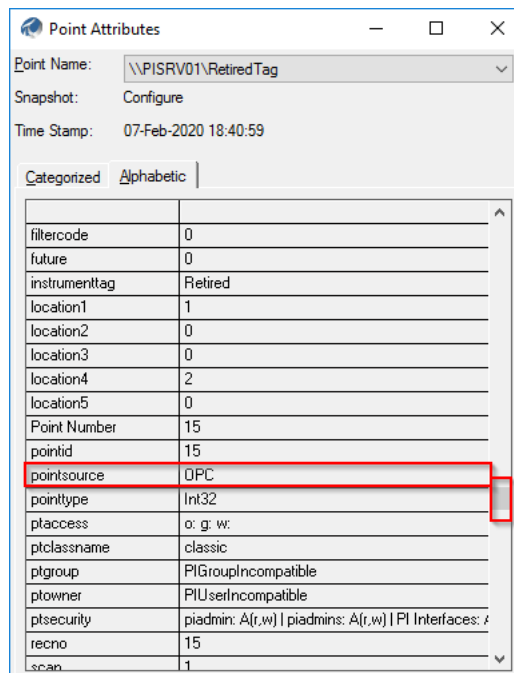 Point Attributes
Point Name: \\PISRV01\RetiredTag
Snapshot: Configure
Time Stamp: 07-Feb-2020 18:40:59
Categorized Alphabetic
filtercode 0
future 0
instrumenttag Retired
location1 1
location2 0
location3 0
location4 2
location5 0
Point Number 15
pointid 15
pointsource OPC
pointtype Int32
ptaccess o: g: w:
ptclassname classic
ptgroup PIGroupIncompatible
ptowner PIUserIncompatible
ptsecurity piadmin: A(r,w) | piadmins: A(r,w) | PI Interfaces:
recno 15
scan 1